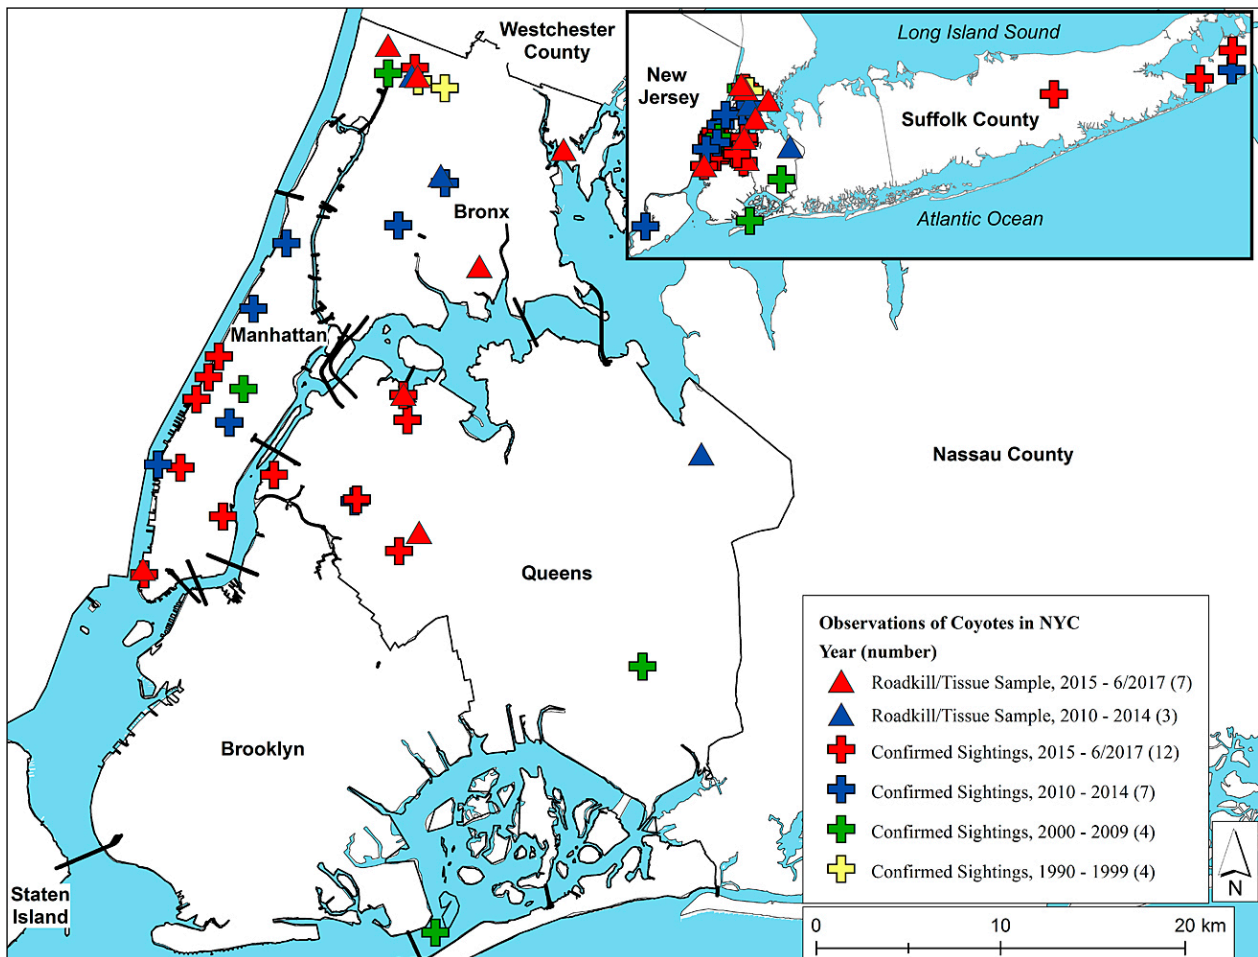 Westchester
County
Long Island Sound
New
Jersey
Suffolk County
Atlantic Ocean
Bronx
Manhattan
Nassau County
Queens
Brooklyn
Staten
Island
Observations of Coyotes in NYC
Year (number)
Roadkill/Tissue Sample, 2015 - 6/2017 (7)
Roadkill/Tissue Sample, 2010 - 2014 (3)
Confirmed Sightings, 2015 - 6/2017 (12)
Confirmed Sightings, 2010 - 2014 (7)
Confirmed Sightings, 2000 - 2009 (4)
Confirmed Sightings, 1990 - 1999 (4)
N
0 10 20 km